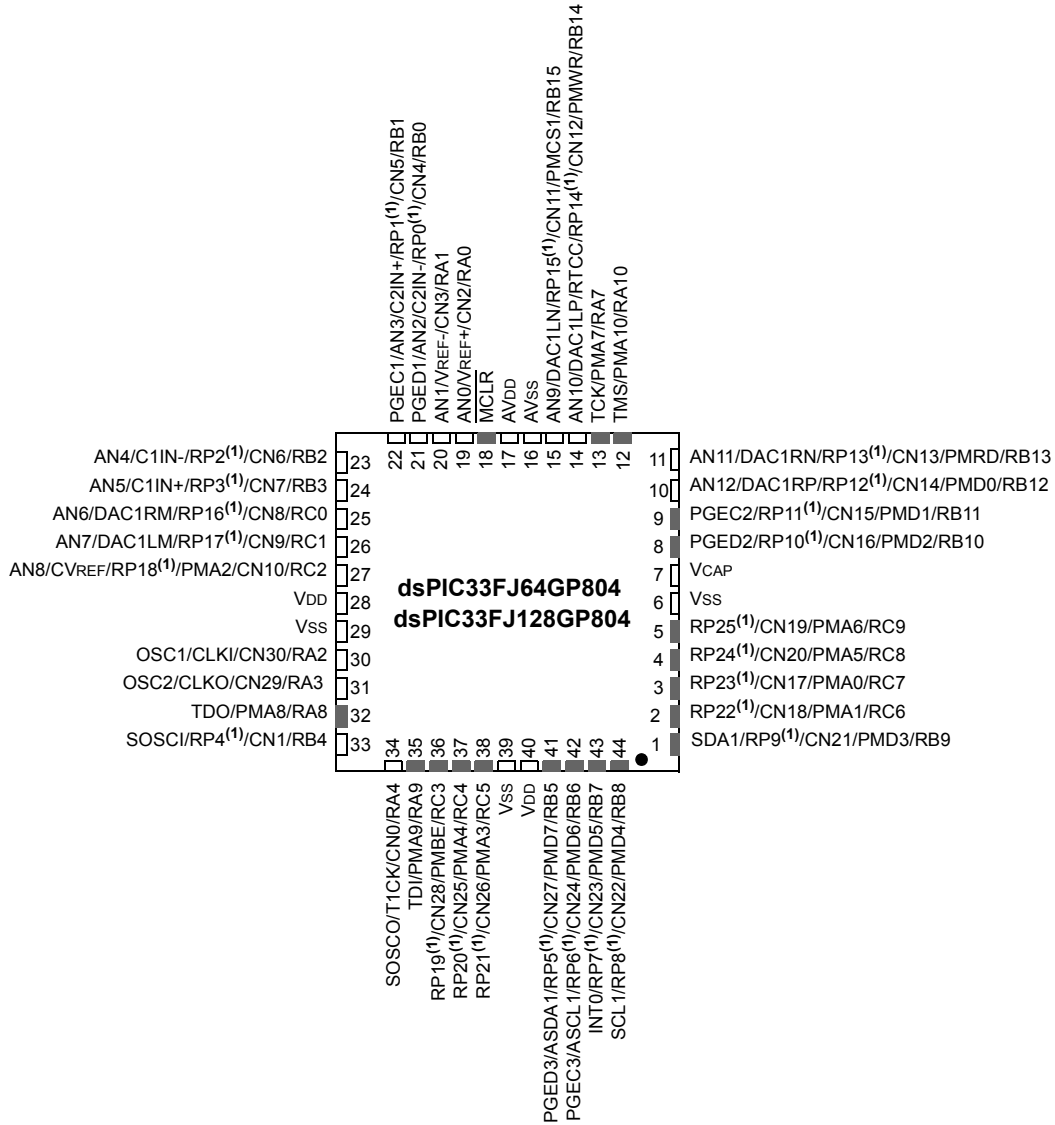 PGEC1/AN3/C2IN+/RP1(1)/CN5/RB1
PGED1/AN2/C2IN-/RP0(1)/CN4/RB0
AN1/VREF-/CN3/RA1
AN0/VREF+/CN2/RA0
MCLR
AVDD
AVSS
AN9/DAC1LN/RP15(1)/CN11/PMCS1/RB15
AN10/DAC1LP/RTCC/RP14(1)/CN12/PMWR/RB14
TCK/PMA7/RA7
TMS/PMA10/RA10
22 21 20 19 18 17 16 15 14 13 12
AN4/C1IN-/RP2(1)/CN6/RB2 23
AN5/C1IN+/RP3(1)/CN7/RB3 24
AN6/DAC1RM/RP16(1)/CN8/RC0 25
AN7/DAC1LM/RP17(1)/CN9/RC1 26
AN8/CVREF/RP18(1)/PMA2/CN10/RC2 27
VDD 28
VSS 29
OSC1/CLKI/CN30/RA2 30
OSC2/CLKO/CN29/RA3 31
TDO/PMA8/RA8 32
SOSCI/RP4(1)/CN1/RB4 33
dsPIC33FJ64GP804
dsPIC33FJ128GP804
11 AN11/DAC1RN/RP13(1)/CN13/PMRD/RB13
10 AN12/DAC1RP/RP12(1)/CN14/PMD0/RB12
9 PGEC2/RP11(1)/CN15/PMD1/RB11
8 PGED2/RP10(1)/CN16/PMD2/RB10
7 VCAP
6 VSS
5 RP25(1)/CN19/PMA6/RC9
4 RP24(1)/CN20/PMA5/RC8
3 RP23(1)/CN17/PMA0/RC7
2 RP22(1)/CN18/PMA1/RC6
1 SDA1/RP9(1)/CN21/PMD3/RB9
34 35 36 37 38 39 40 41 42 43 44
SOSCO/T1CK/CN0/RA4
TDI/PMA9/RA9
RP19(1)/CN28/PMBE/RC3
RP20(1)/CN25/PMA4/RC4
RP21(1)/CN26/PMA3/RC5
VSS
VDD
PGED3/ASDA1/RP5(1)/CN27/PMD7/RB5
PGEC3/ASCL1/RP6(1)/CN24/PMD6/RB6
INT0/RP7(1)/CN23/PMD5/RB7
SCL1/RP8(1)/CN22/PMD4/RB8